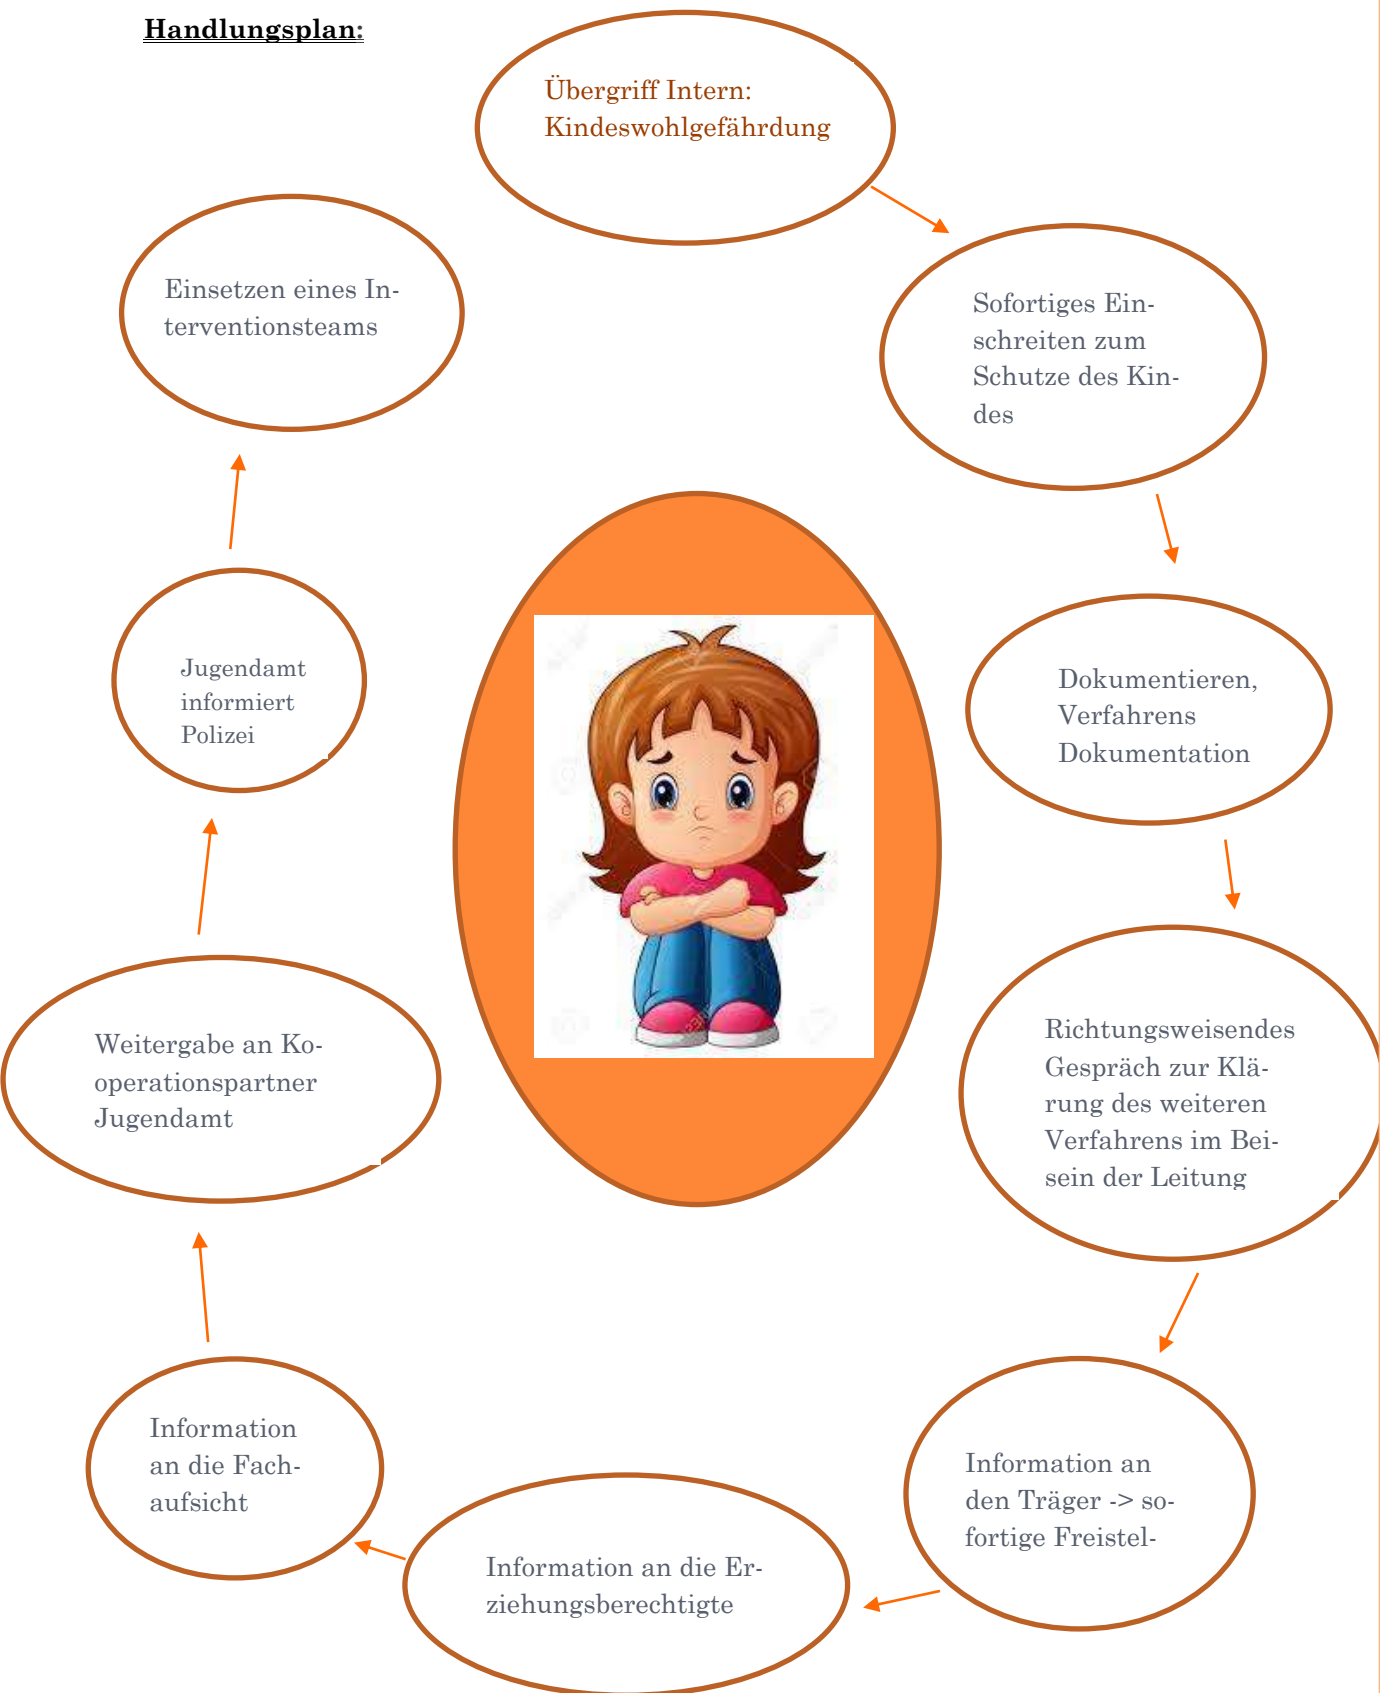 Handlungsplan:
Übergriff Intern:
Kindeswohlgefährdung
Sofortiges Ein-
schreiten zum
Schutze des Kin-
des
Dokumentieren,
Verfahrens
Dokumentation
Richtungsweisendes
Gespräch zur Klä-
rung des weiteren
Verfahrens im Bei-
sein der Leitung
Information an
den Träger -> so-
fortige Freistel-
Information an die Er-
ziehungsberechtigte
Information
an die Fach-
aufsicht
Weitergabe an Ko-
operationspartner
Jugendamt
Jugendamt
informiert
Polizei
Einsetzen eines In-
terventionsteams